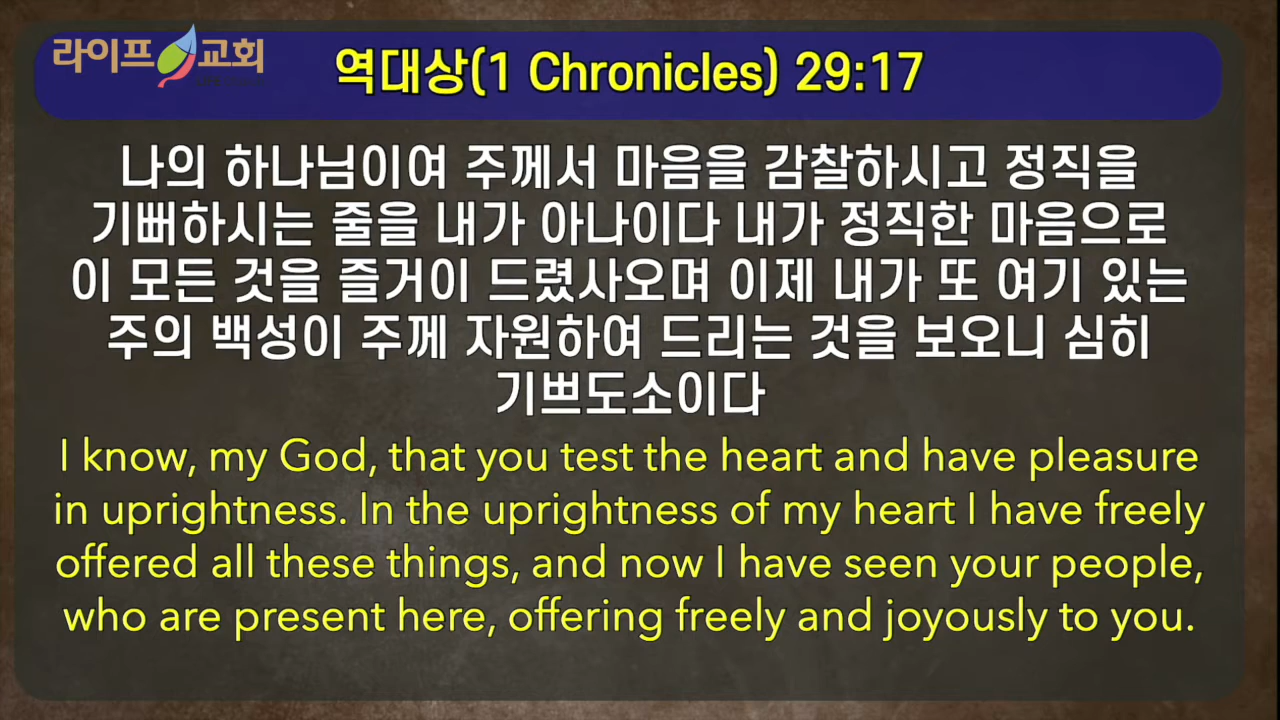 라이프교회
역대상(1 Chronicles) 29:17
나의 하나님이여 주께서 마음을 감찰하시고 정직을
기뻐하시는 줄을 내가 아나이다 내가 정직한 마음으로
이 모든 것을 즐거이 드렸사오며 이제 내가 또 여기 있는
주의 백성이 주께 자원하여 드리는 것을 보오니 심히
기쁘도소이다
I know, my God, that you test the heart and have pleasure
in uprightness. In the uprightness of my heart I have freely
offered all these things, and now I have seen your people,
who are present here, offering freely and joyously to you.